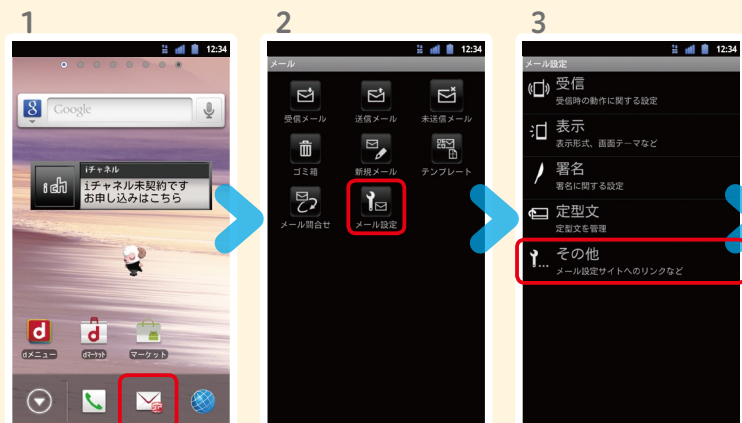 1
12:34
8
Google
iチャネル
ich
iチャネル未契約です
お申し込みはこちら
d
d
dメニュー
dマーケット
マーケット
2
12:34
メール
受信メール
送信メール
未送信メール
ゴミ箱
新規メール
テンプレート
メール問合せ
メール設定
3
12:34
メール設定
受信
受信時の動作に関する設定
表示
表示形式、画面テーマなど
署名
署名に関する設定
定型文
定型文を管理
その他
メール設定サイトへのリンクなど